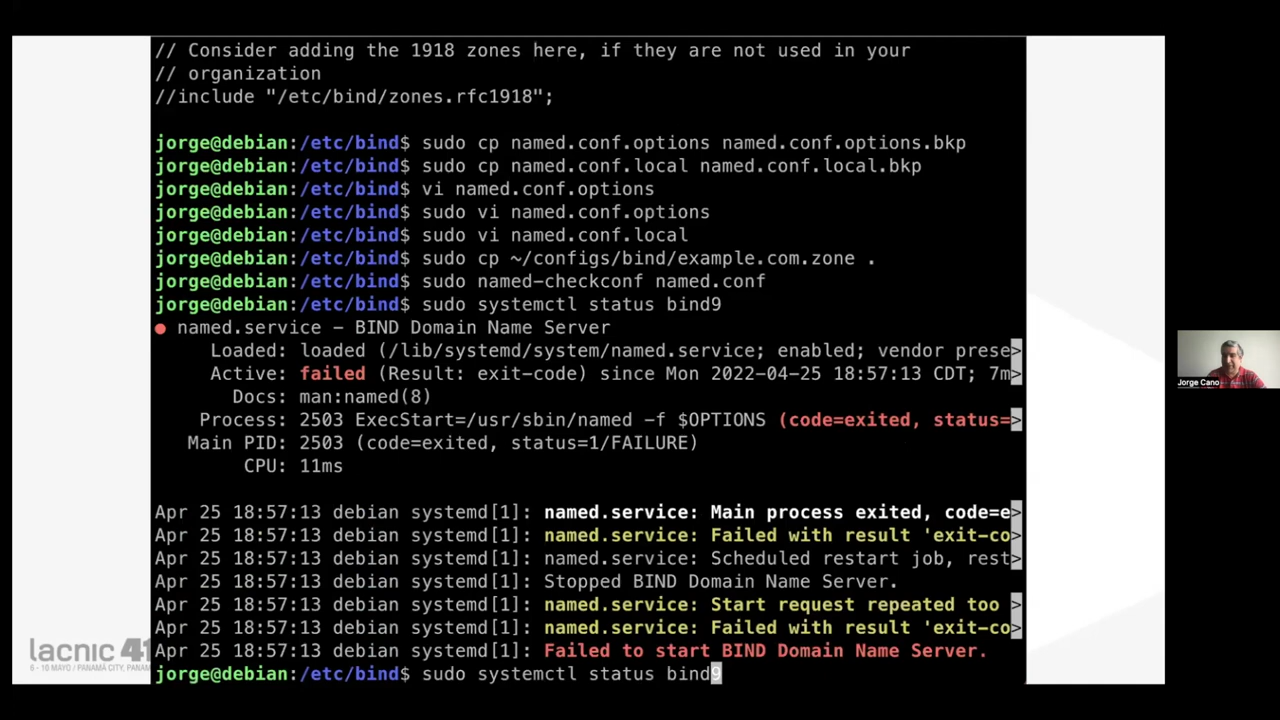 // Consider adding the 1918 zones here, if they are not used in your
// organization
//include "/etc/bind/zones.rfc1918";
jorge@debian:/etc/bind$ sudo cp named.conf.options named.conf.options.bkp
jorge@debian:/etc/bind$ sudo cp named.conf.local named.conf.local.bkp
jorge@debian:/etc/bind$ vi named.conf.options
jorge@debian:/etc/bind$ sudo vi named.conf.options
jorge@debian:/etc/bind$ sudo vi named.conf.local
jorge@debian:/etc/bind$ sudo cp ~/configs/bind/example.com.zone .
jorge@debian:/etc/bind$ sudo named-checkconf named.conf
jorge@debian:/etc/bind$ sudo systemctl status bind9
● named.service - BIND Domain Name Server
Loaded: loaded (/lib/systemd/system/named.service; enabled; vendor prese>
Active: failed (Result: exit-code) since Mon 2022-04-25 18:57:13 CDT; 7m>
Docs: man:named(8)
Process: 2503 ExecStart=/usr/sbin/named -f $OPTIONS (code=exited, status=>
Main PID: 2503 (code=exited, status=1/FAILURE)
CPU: 11ms
Apr 25 18:57:13 debian systemd[1]: named.service: Main process exited, code=e>
Apr 25 18:57:13 debian systemd[1]: named.service: Failed with result 'exit-co>
Apr 25 18:57:13 debian systemd[1]: named.service: Scheduled restart job, rest>
Apr 25 18:57:13 debian systemd[1]: Stopped BIND Domain Name Server.
Apr 25 18:57:13 debian systemd[1]: named.service: Start request repeated too >
Apr 25 18:57:13 debian systemd[1]: named.service: Failed with result 'exit-co>
Apr 25 18:57:13 debian systemd[1]: Failed to start BIND Domain Name Server.
jorge@debian:/etc/bind$ sudo systemctl status bind9
lacnic 41
6 - 10 MAYO / PANAMÁ CITY, PANAMÁ
Jorge Cano